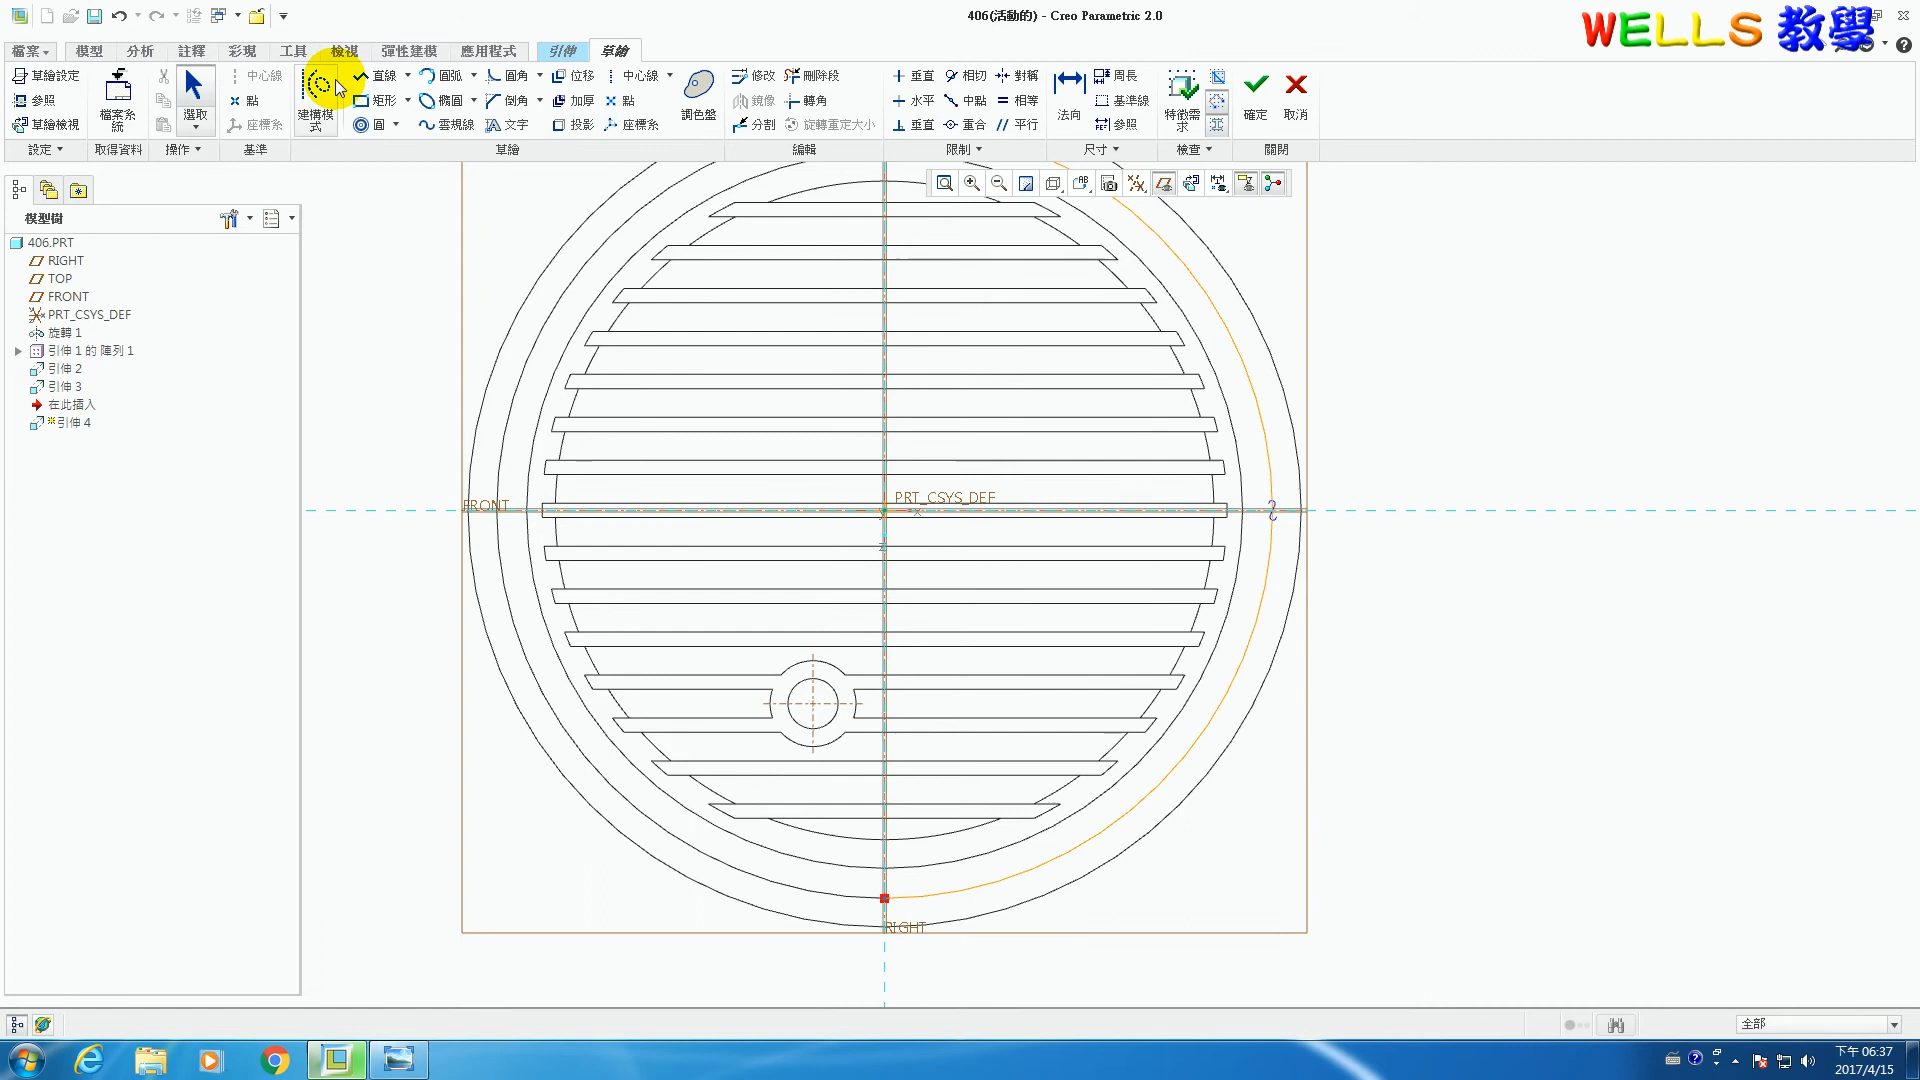 406(活動的) - Creo Parametric 2.0
WELLS 教學
檔案 模型 分析 註釋 彩現 工具 檢視 彈性建模 應用程式 引伸 草繪
草繪設定 中心線 直線 圓弧 圓角 位移 中心線 修改 刪除段 垂直 相切 對稱 周長
參照 點 矩形 橢圓 倒角 加厚 點 鏡像 轉角 水平 中點 相等 基準線
草繪檢視 座標系 圓 雲規線 文字 投影 座標系 分割 旋轉重定大小 垂直 重合 平行 參照
檔案系統 選取 建構模式 調色盤 法向 特徵需求 確定 取消
設定 取得資料 操作 基準 草繪 編輯 限制 尺寸 檢查 關閉
模型樹
406.PRT
RIGHT
TOP
FRONT
PRT_CSYS_DEF
旋轉 1
引伸 1 的 陣列 1
引伸 2
引伸 3
在此插入
引伸 4
PRT_CSYS_DEF
FRONT
X
Z
RIGHT
全部
下午 06:37
2017/4/15